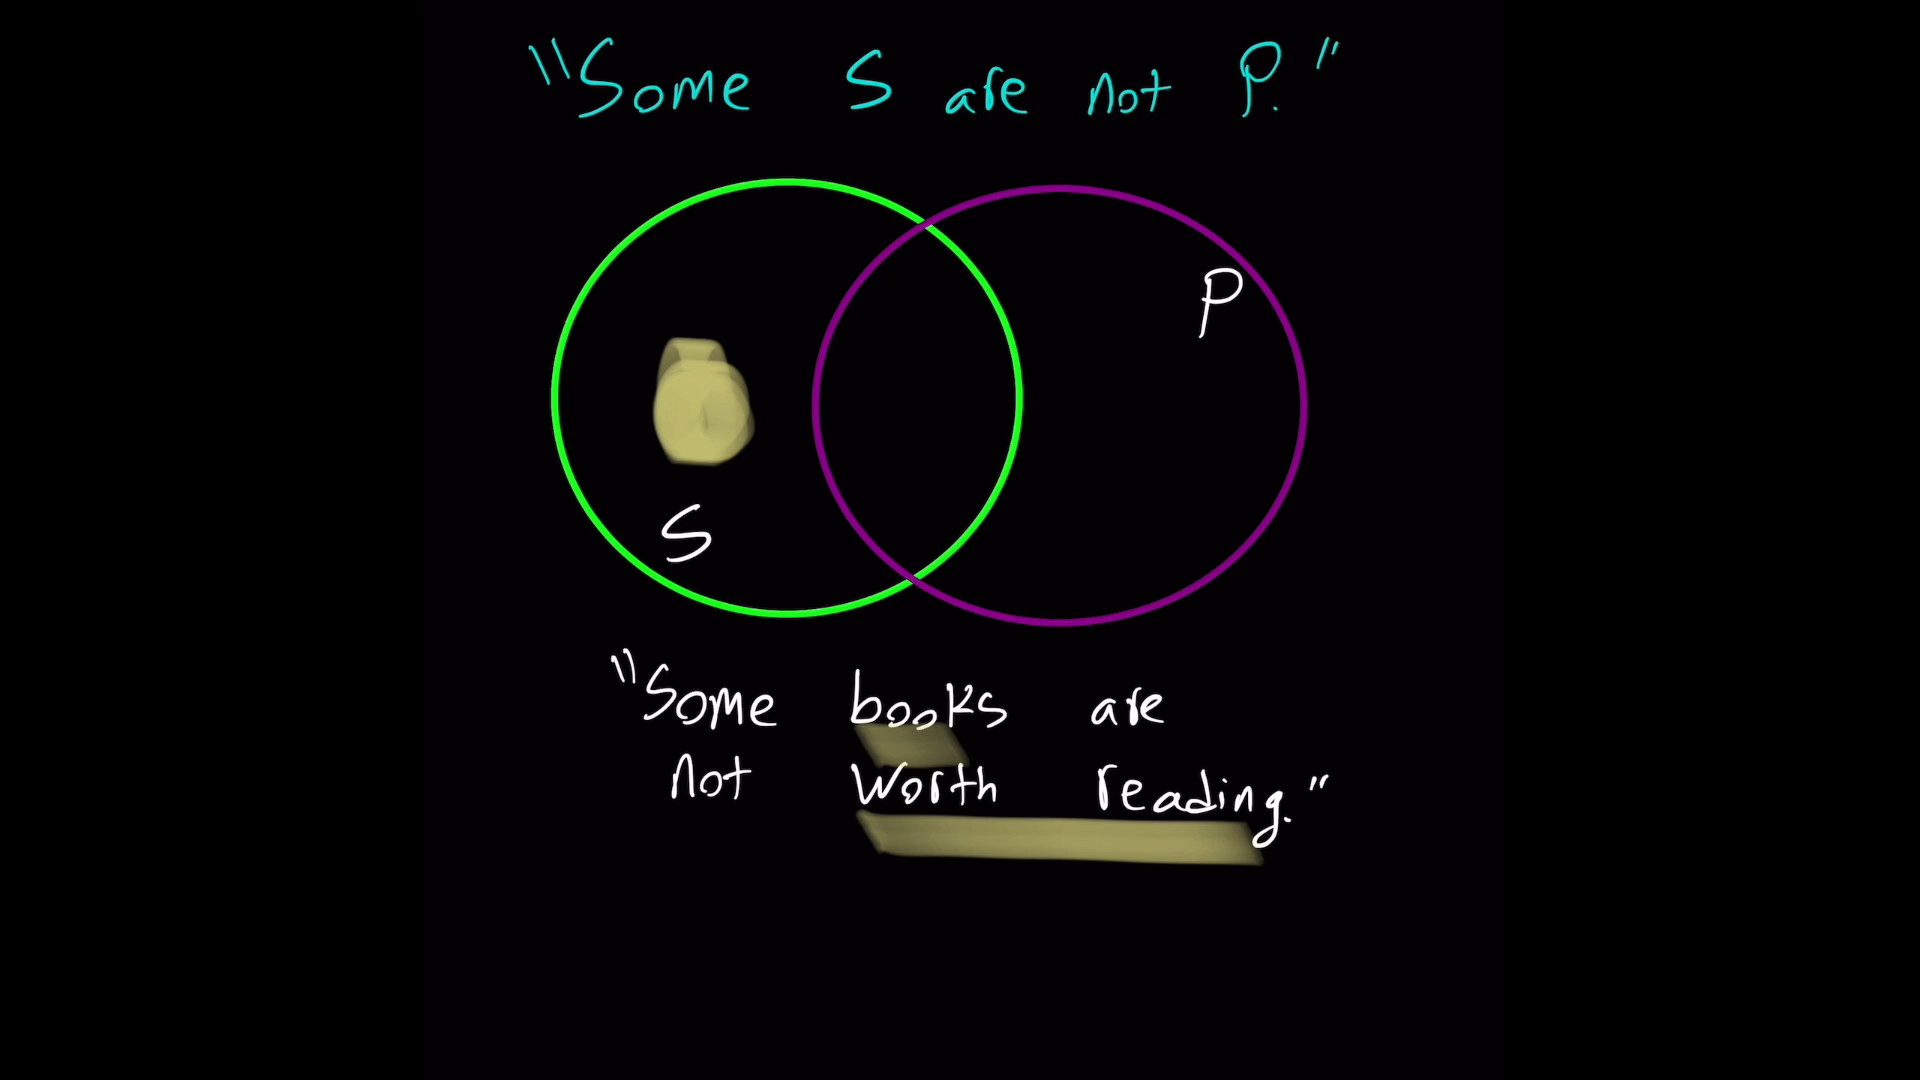 "Some S are not P."
P
S
"Some books are
not worth reading."